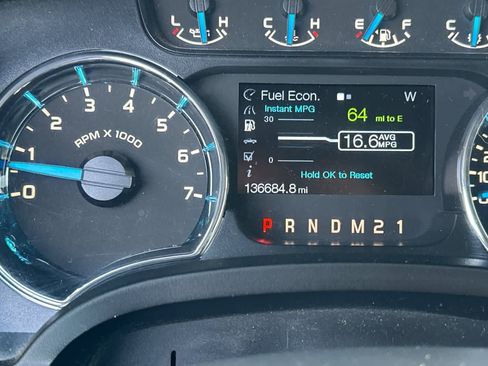 L H C H E F C
Fuel Econ. W
Instant MPG
30
64 mi to E
16.6 AVG MPG
0
Hold OK to Reset
136684.8 mi
0 1 2 3 4 5 6 7
RPM X 1000
P R N D M 2 1